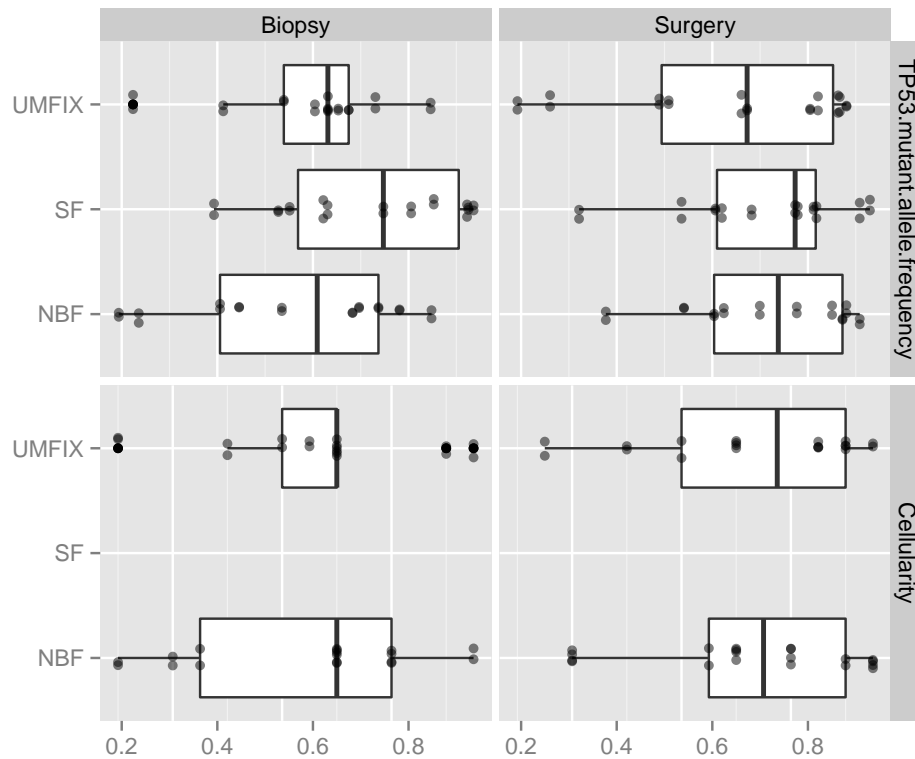 Biopsy
Surgery
UMFIX
SF
NBF
TP53.mutant.allele.frequency
UMFIX
SF
NBF
Cellularity
0.2 0.4 0.6 0.8
0.2 0.4 0.6 0.8